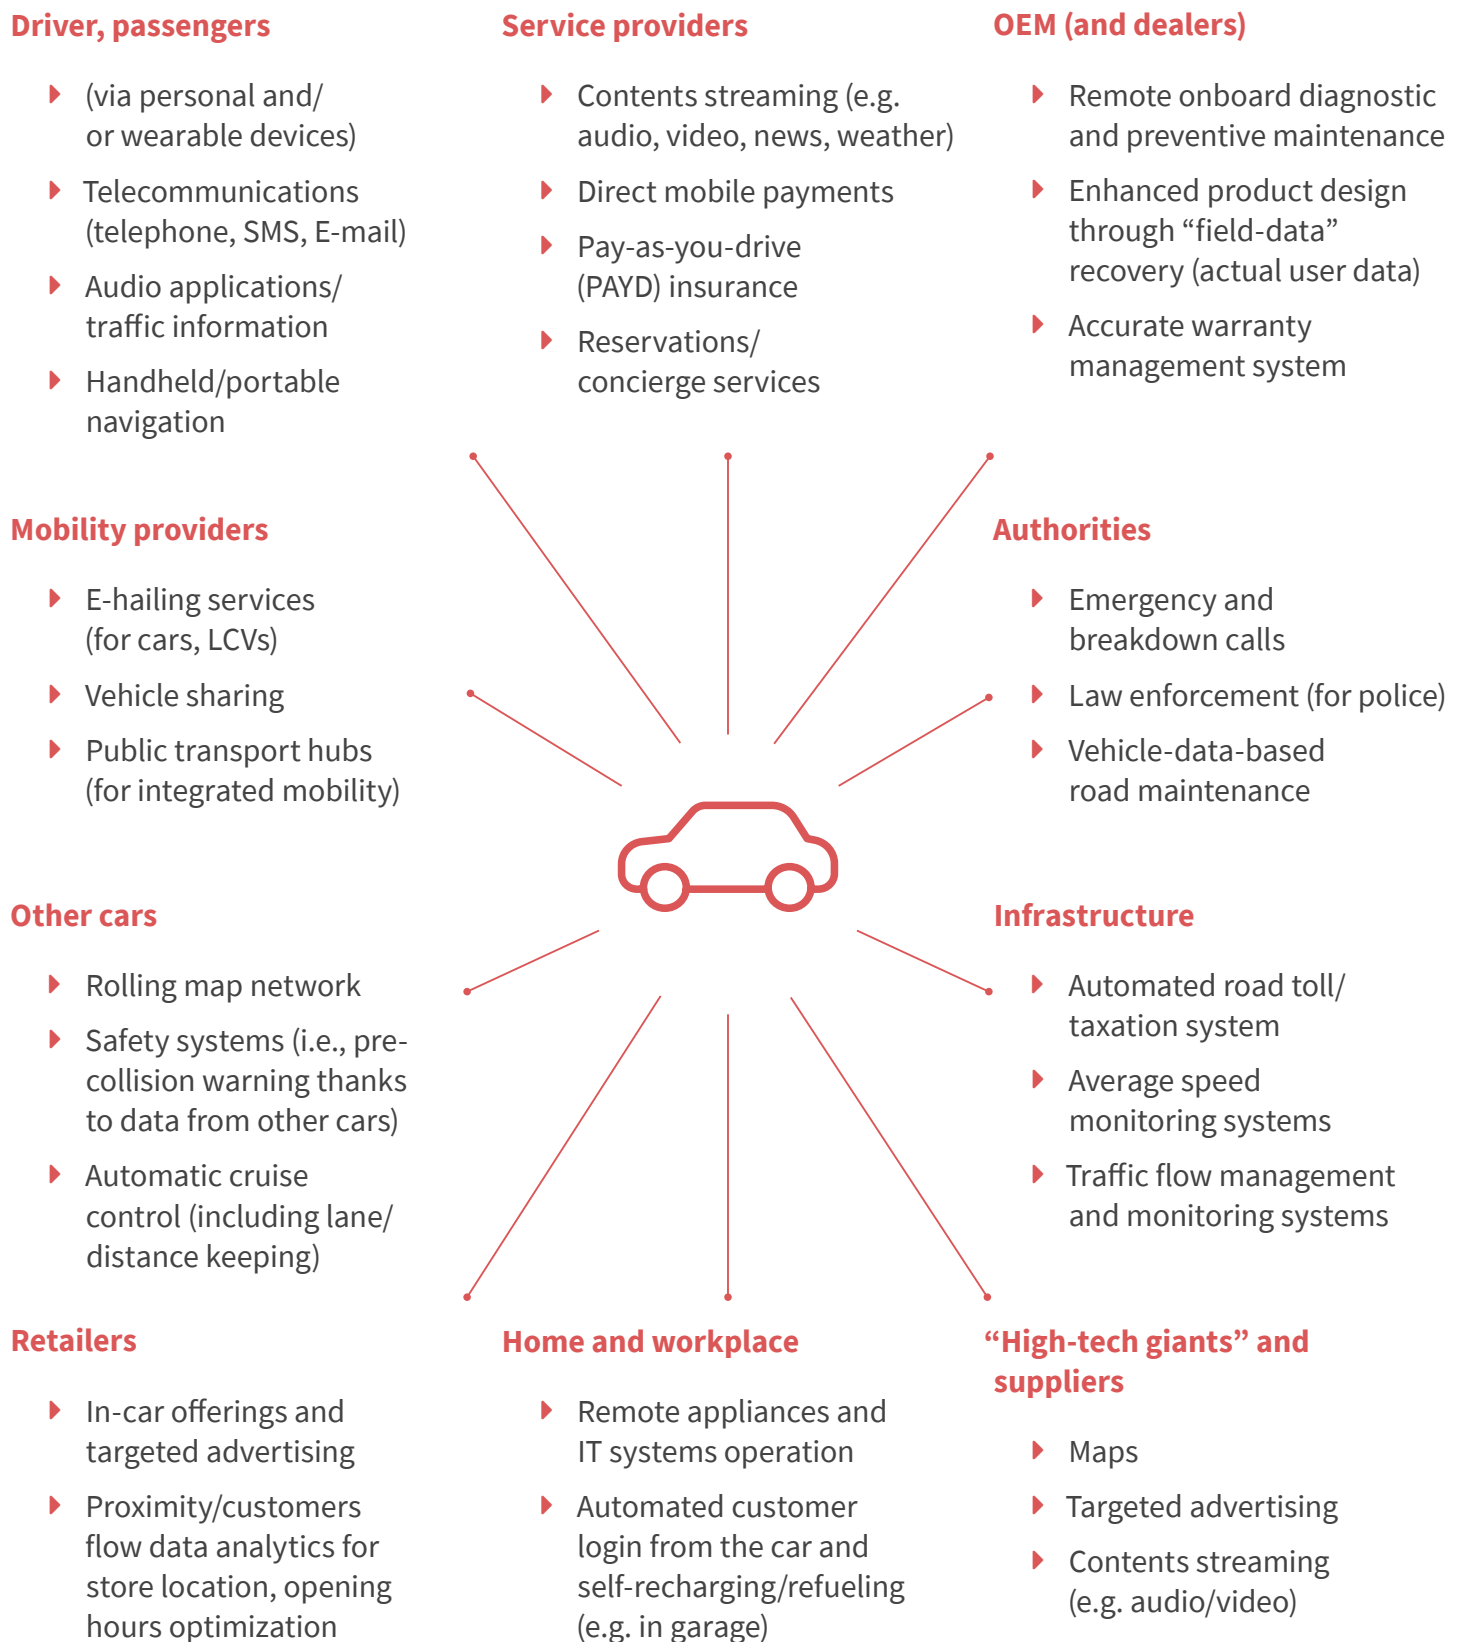 Driver, passengers
(via personal and/
or wearable devices)
Telecommunications
(telephone, SMS, E-mail)
Audio applications/
traffic information
Handheld/portable
navigation
Service providers
Contents streaming (e.g.
audio, video, news, weather)
Direct mobile payments
Pay-as-you-drive
(PAYD) insurance
Reservations/
concierge services
OEM (and dealers)
Remote onboard diagnostic
and preventive maintenance
Enhanced product design
through “field-data”
recovery (actual user data)
Accurate warranty
management system
Mobility providers
E-hailing services
(for cars, LCVs)
Vehicle sharing
Public transport hubs
(for integrated mobility)
Authorities
Emergency and
breakdown calls
Law enforcement (for police)
Vehicle-data-based
road maintenance
Other cars
Rolling map network
Safety systems (i.e., pre-
collision warning thanks
to data from other cars)
Automatic cruise
control (including lane/
distance keeping)
Infrastructure
Automated road toll/
taxation system
Average speed
monitoring systems
Traffic flow management
and monitoring systems
Retailers
In-car offerings and
targeted advertising
Proximity/customers
flow data analytics for
store location, opening
hours optimization
Home and workplace
Remote appliances and
IT systems operation
Automated customer
login from the car and
self-recharging/refueling
(e.g. in garage)
“High-tech giants” and
suppliers
Maps
Targeted advertising
Contents streaming
(e.g. audio/video)